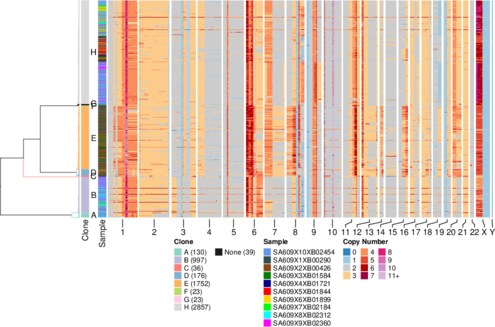 H
G
E
D
C
B
A
Clone
Sample
1 2 3 4 5 6 7 8 9 10 11 12 13 14 15 16 17 18 19 20 21 22 X Y
Clone
A (130)
B (997)
C (36)
D (176)
E (1752)
F (23)
G (23)
H (2857)
None (39)
Sample
SA609X10XB02454
SA609X1XB00290
SA609X2XB00426
SA609X3XB01584
SA609X4XB01721
SA609X5XB01844
SA609X6XB01899
SA609X7XB02184
SA609X8XB02312
SA609X9XB02360
Copy Number
0 4 8
1 5 9
2 6 10
3 7 11+